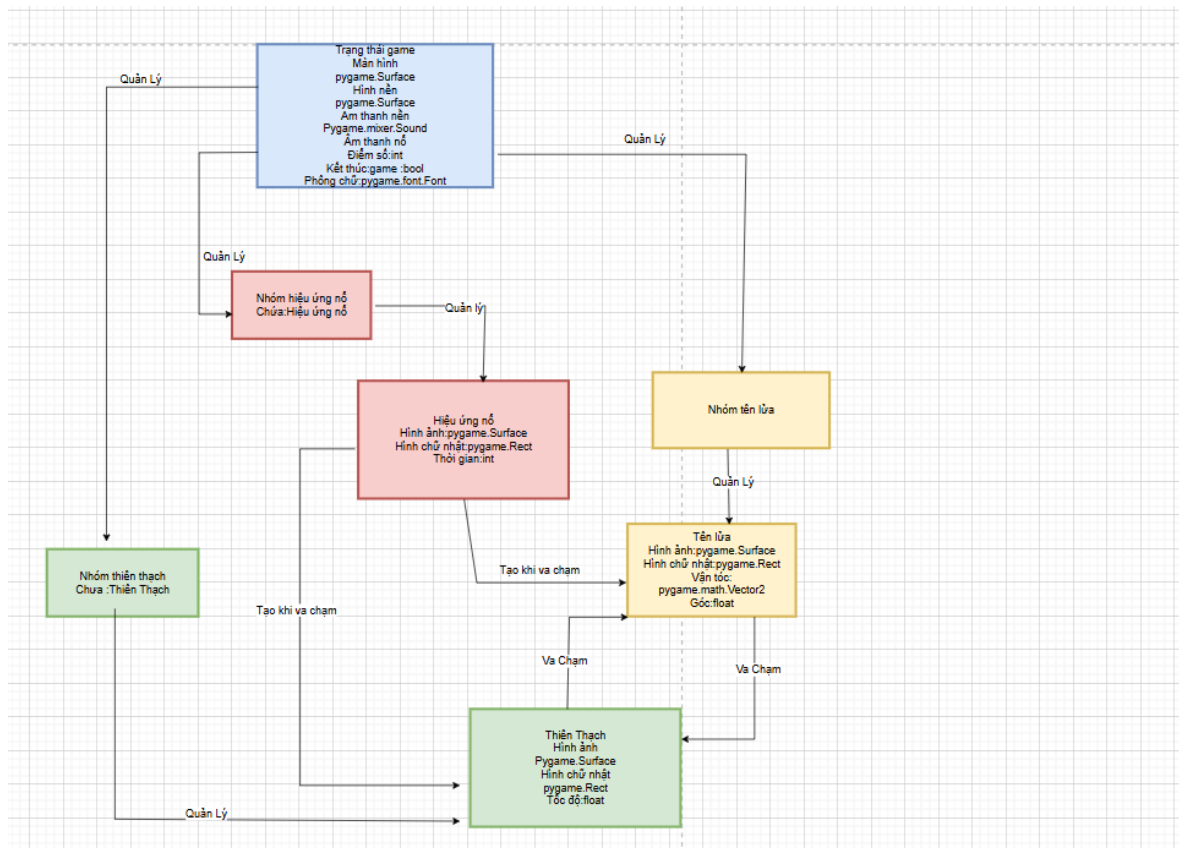 Trạng thái game
Màn hình
pygame.Surface
Hình nền
pygame.Surface
Âm thanh nền
Pygame.mixer.Sound
Âm thanh nổ
Điểm số:int
Kết thúc:game :bool
Phông chữ:pygame.font.Font
Quản Lý
Quản Lý
Quản Lý
Nhóm hiệu ứng nổ
Chứa:Hiệu ứng nổ
Quản lý
Hiệu ứng nổ
Hình ảnh:pygame.Surface
Hình chữ nhật:pygame.Rect
Thời gian:int
Nhóm tên lửa
Quản Lý
Tên lửa
Hình ảnh:pygame.Surface
Hình chữ nhật:pygame.Rect
Vận tóc:
pygame.math.Vector2
Góc:float
Nhóm thiên thạch
Chưa :Thiên Thạch
Tạo khi va chạm
Tạo khi va chạm
Va Chạm
Va Chạm
Thiên Thạch
Hình ảnh
Pygame.Surface
Hình chữ nhật
pygame.Rect
Tốc độ:float
Quản Lý